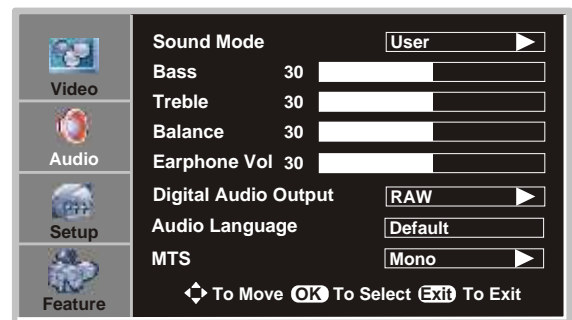 Video
Audio
Setup
Feature
Sound Mode User
Bass 30
Treble 30
Balance 30
Earphone Vol 30
Digital Audio Output RAW
Audio Language Default
MTS Mono
To Move OK To Select Exit To Exit